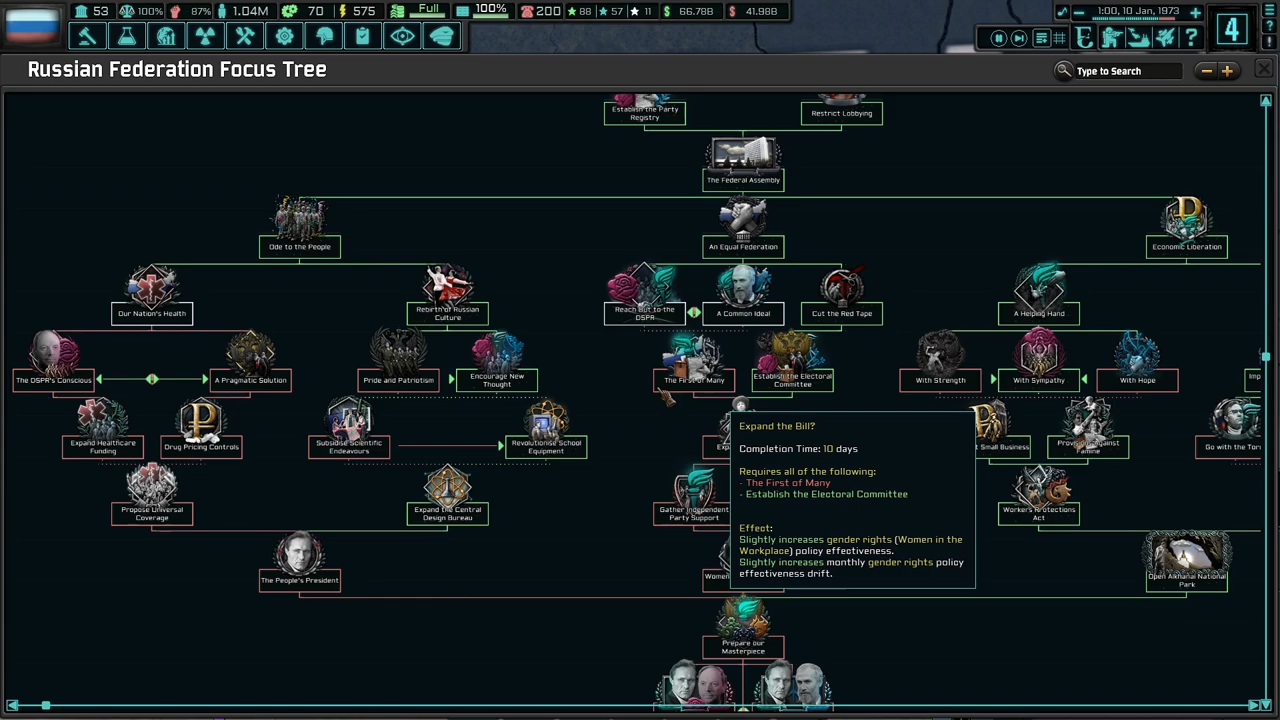 53 100% 87% 1.04M 70 575 Full 100% 200 88 57 11 66.78B 41.98B
1:00, 10 Jan, 1973
4
Russian Federation Focus Tree
Type to Search
Establish the Party
Registry
Restrict Lobbying
The Federal Assembly
Ode to the People
An Equal Federation
Economic Liberation
Our Nation's Health
Rebirth of Russian
Culture
Reach Out to the
DSPR
A Common Ideal
Cut the Red Tape
A Helping Hand
The DSPR's Conscious
A Pragmatic Solution
Pride and Patriotism
Encourage New
Thought
The First of Many
Establish the Electoral
Committee
With Strength
With Sympathy
With Hope
Expand Healthcare
Funding
Drug Pricing Controls
Subsidise Scientific
Endeavours
Revolutionise School
Equipment
Small Business
Provision Against
Famine
Go with the
Propose Universal
Coverage
Expand the Central
Design Bureau
Gather Independent
Party Support
Workers Protections
Act
The People's President
Open Alkhanai National
Park
Prepare our
Masterpiece
Expand the Bill?
Completion Time: 10 days
Requires all of the following:
- The First of Many
- Establish the Electoral Committee
Effect:
Slightly increases gender rights (Women in the
Workplace) policy effectiveness.
Slightly increases monthly gender rights policy
effectiveness drift.